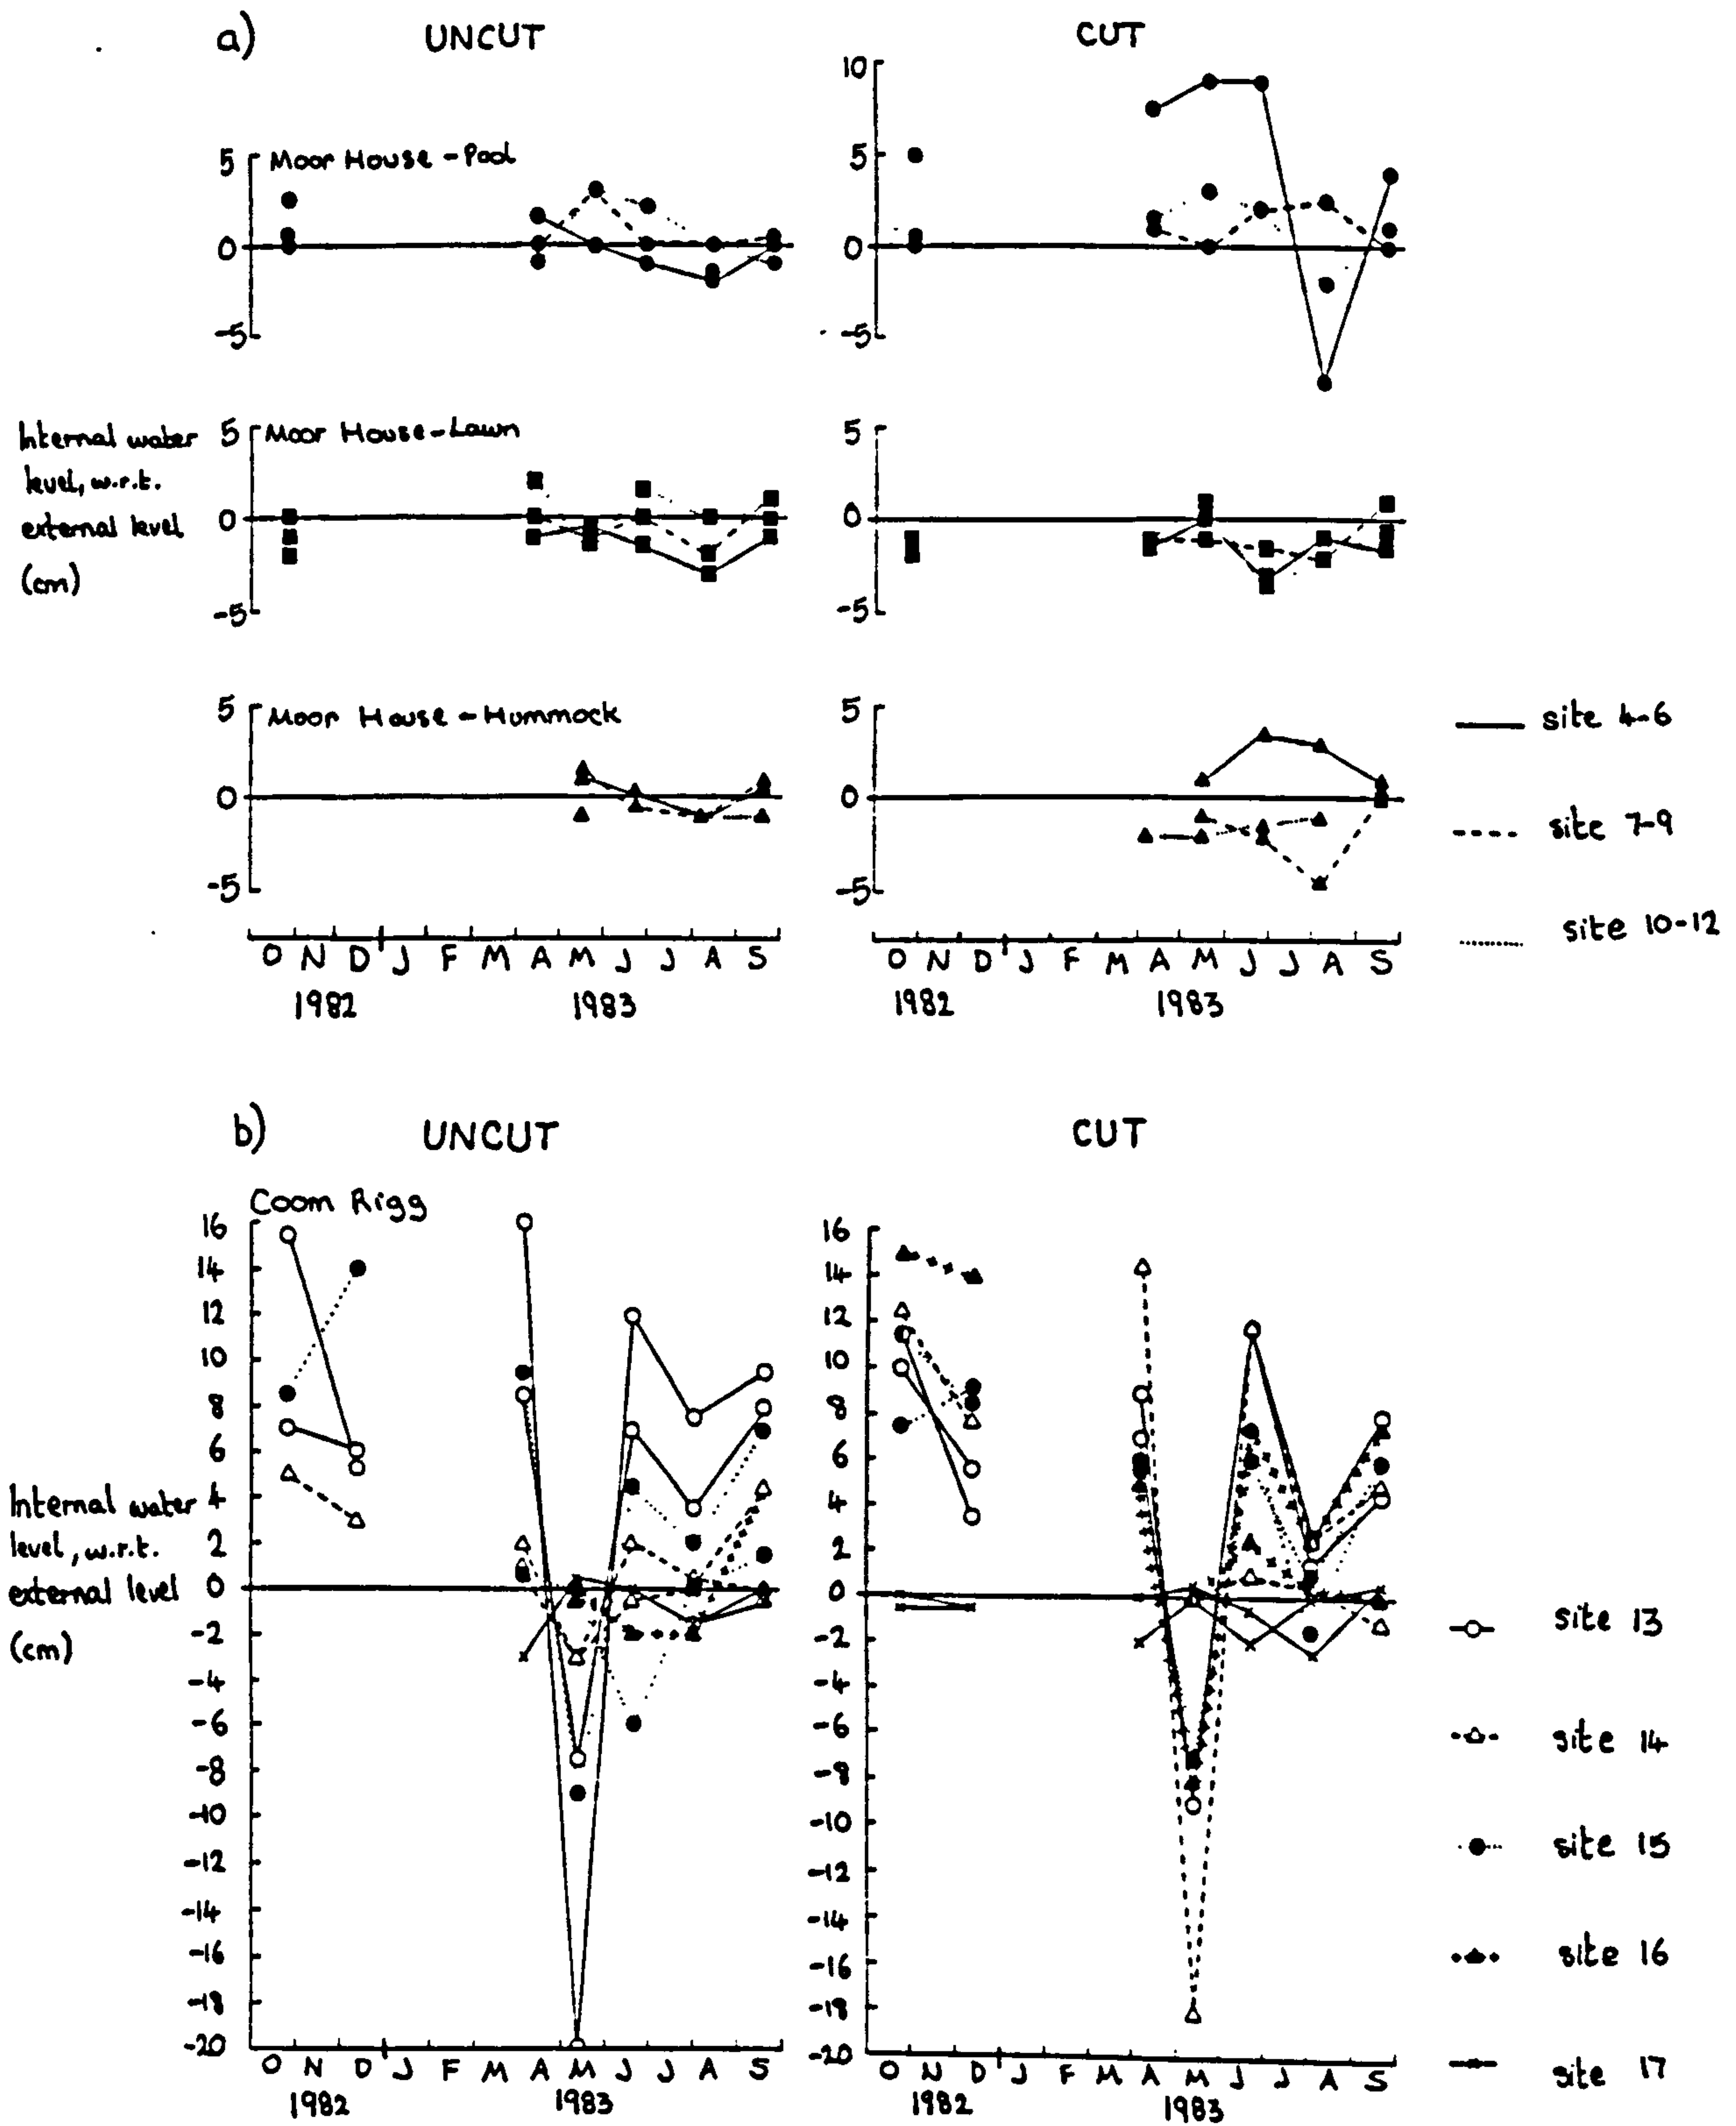 a) UNCUT CUT
Moor House - Pool
5
0
-5
10
5
0
-5
Internal water
level, w.r.t.
external level
(cm)
Moor House - Lawn
5
0
-5
5
0
-5
Moor House - Hummock
5
0
-5
5
0
-5
site 4-6
site 7-9
site 10-12
O N D J F M A M J J A S
1982 1983
O N D J F M A M J J A S
1982 1983
b) UNCUT CUT
Coom Rigg
16
14
12
10
8
6
4
2
0
-2
-4
-6
-8
-10
-12
-14
-16
-18
-20
Internal water
level, w.r.t.
external level
(cm)
16
14
12
10
8
6
4
2
0
-2
-4
-6
-8
-10
-12
-14
-16
-18
-20
site 13
site 14
site 15
site 16
site 17
O N D J F M A M J J A S
1982 1983
O N D J F M A M J J A S
1982 1983